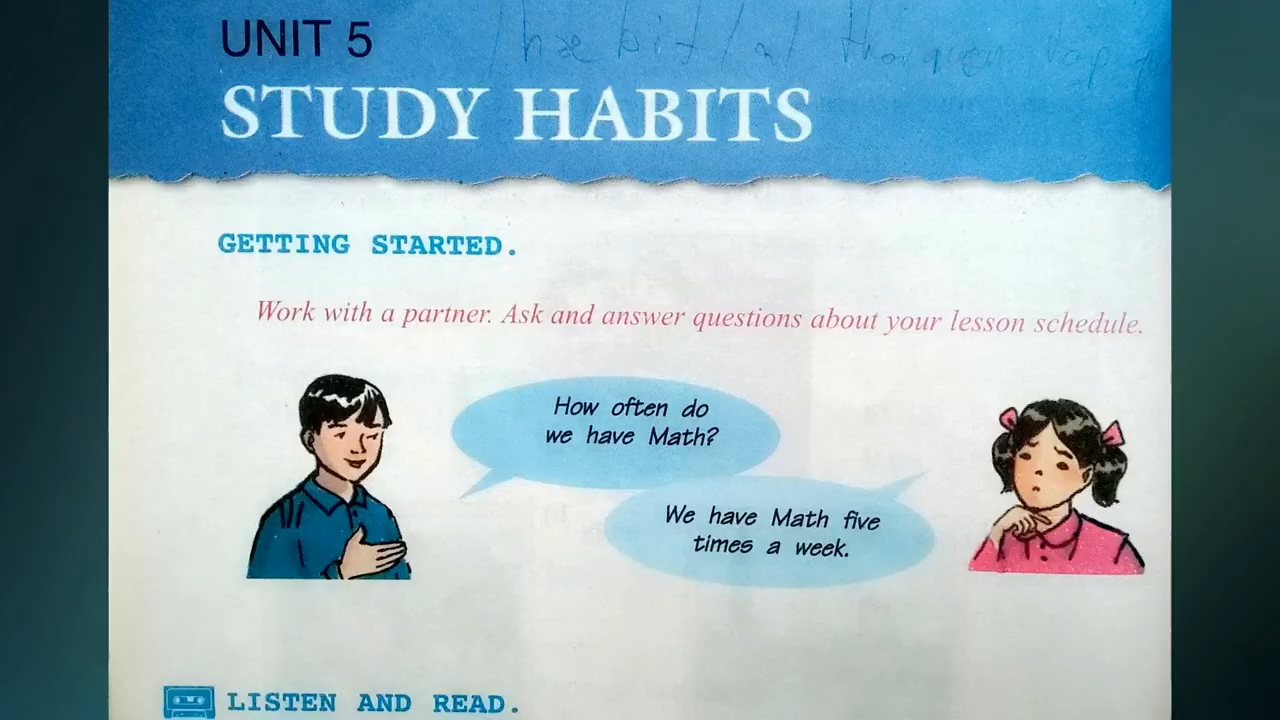 UNIT 5
/hæbit/
STUDY HABITS
GETTING STARTED.
Work with a partner. Ask and answer questions about your lesson schedule.
How often do
we have Math?
We have Math five
times a week.
LISTEN AND READ.